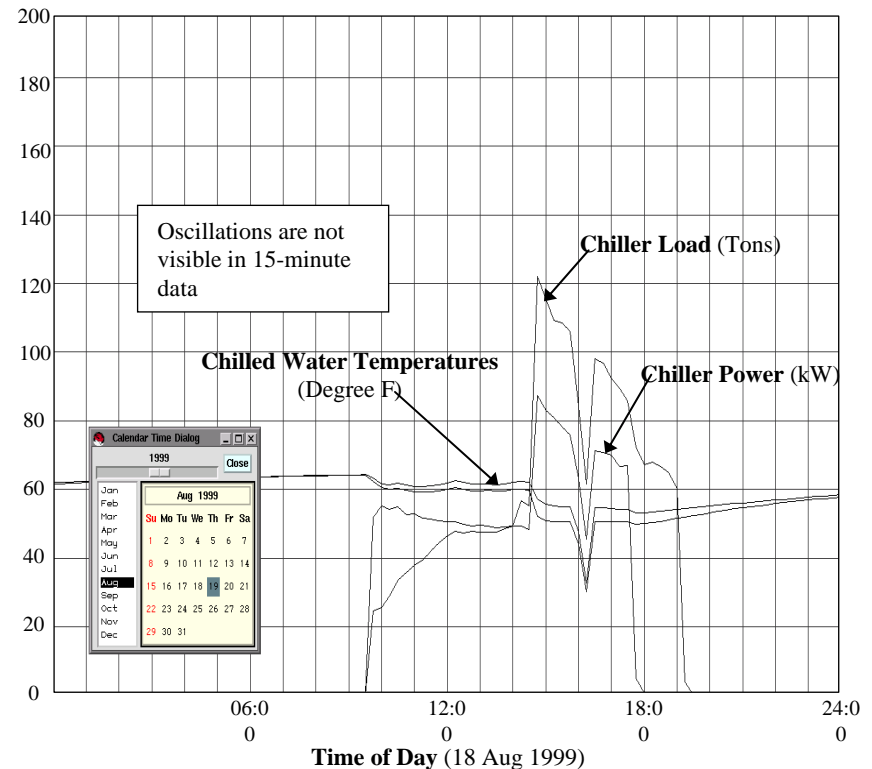 200
180
160
140
120
100
80
60
40
20
0
Oscillations are not
visible in 15-minute
data
Chiller Load (Tons)
Chilled Water Temperatures
(Degree F)
Chiller Power (kW)
Calendar Time Dialog
1999
Close
Jan
Feb
Mar
Apr
May
Jun
Jul
Aug
Sep
Oct
Nov
Dec
Aug 1999
Su Mo Tu We Th Fr Sa
1 2 3 4 5 6 7
8 9 10 11 12 13 14
15 16 17 18 19 20 21
22 23 24 25 26 27 28
29 30 31
06:0
0
12:0
0
18:0
0
24:0
0
Time of Day (18 Aug 1999)